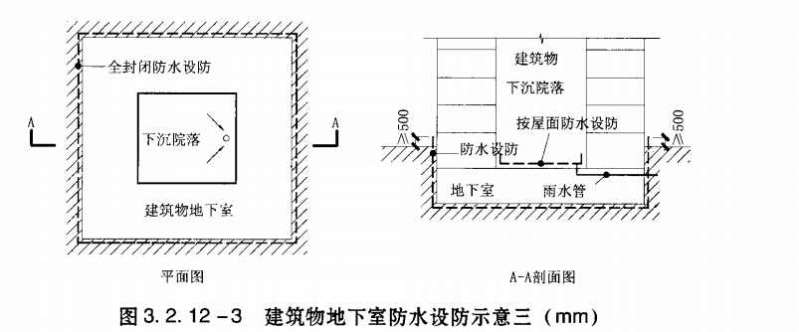 全封闭防水设防
A
A
下沉院落
建筑物地下室
平面图
建筑物
下沉院落
按屋面防水设防
≥500
≥500
防水设防
地下室
雨水管
A-A剖面图
图 3. 2. 12 -3 建筑物地下室防水设防示意三（mm）